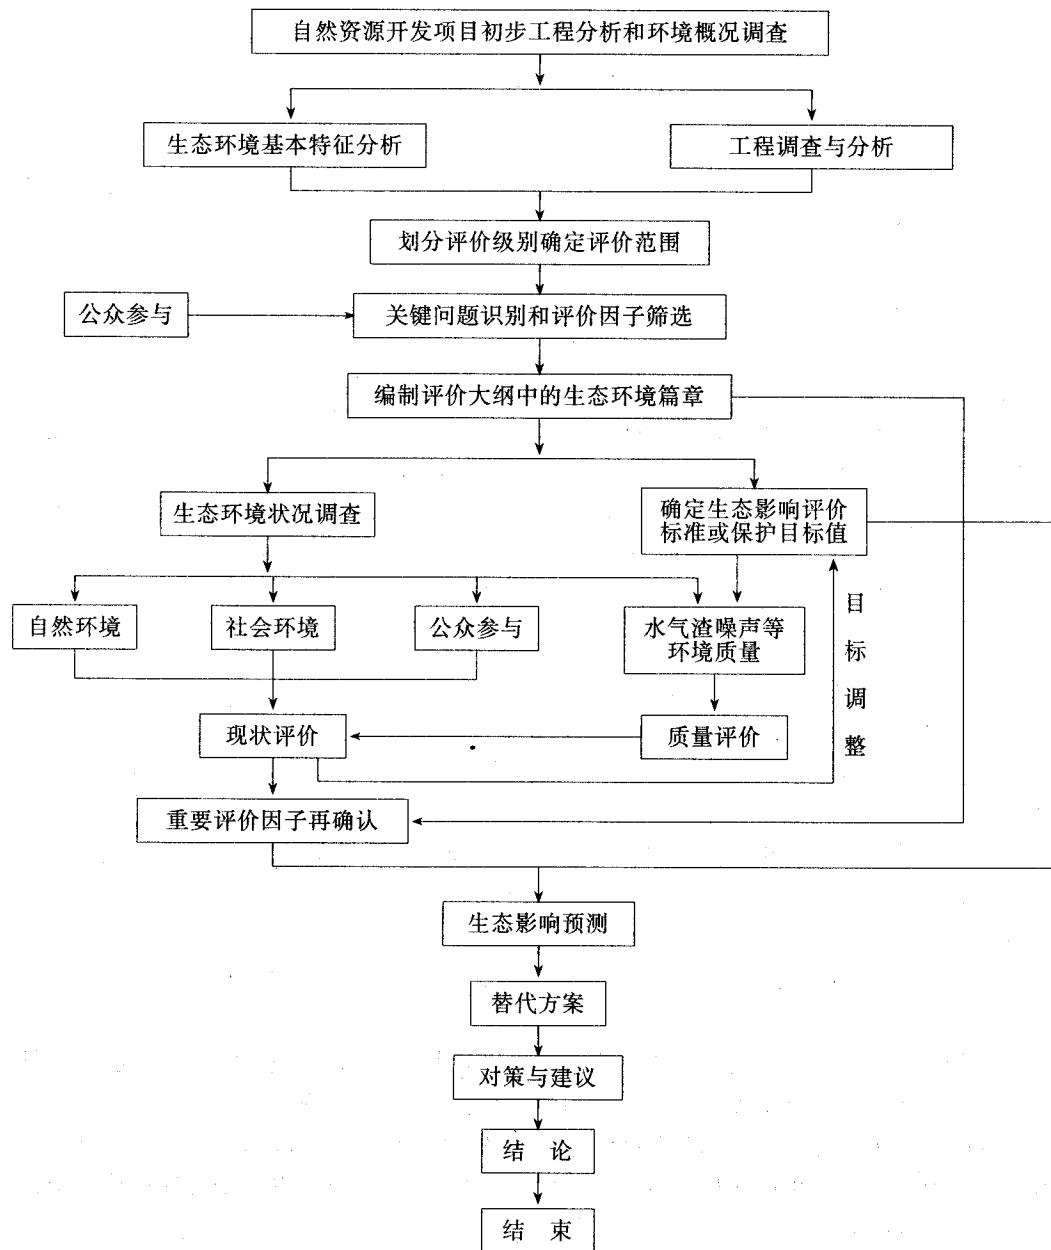 自然资源开发项目初步工程分析和环境概况调查
生态环境基本特征分析
工程调查与分析
划分评价级别确定评价范围
公众参与
关键问题识别和评价因子筛选
编制评价大纲中的生态环境篇章
生态环境状况调查
确定生态影响评价
标准或保护目标值
自然环境
社会环境
公众参与
水气渣噪声等
环境质量
目
标
调
整
现状评价
质量评价
重要评价因子再确认
生态影响预测
替代方案
对策与建议
结 论
结 束